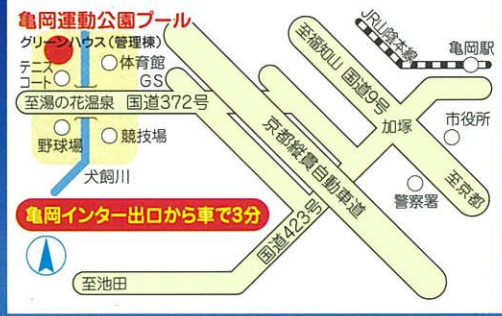 亀岡運動公園プール
グリーンハウス(管理棟)
テニス
コート
体育館
GS
至湯の花温泉 国道372号
野球場
競技場
犬飼川
亀岡インター出口から車で3分
至池田
国道423号
京都縦貫自動車道
至福知山 国道9号
加塚
至京都
JR山陰本線
亀岡駅
市役所
警察署